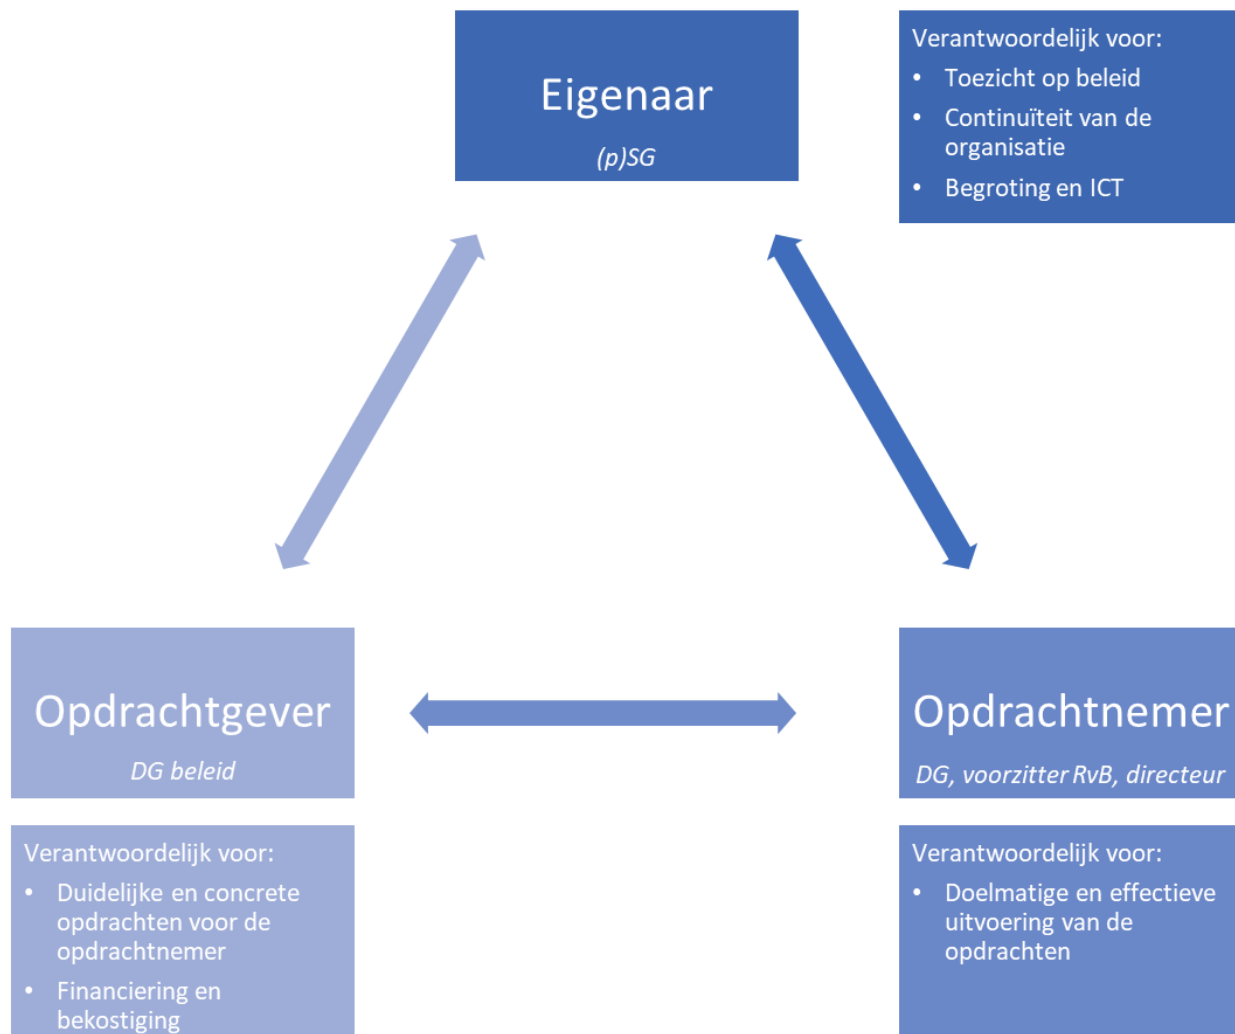 Eigenaar
(p)SG
Verantwoordelijk voor:
• Toezicht op beleid
• Continuïteit van de
organisatie
• Begroting en ICT
Opdrachtgever
DG beleid
Verantwoordelijk voor:
• Duidelijke en concrete
opdrachten voor de
opdrachtnemer
• Financiering en
bekostiging
Opdrachtnemer
DG, voorzitter RvB, directeur
Verantwoordelijk voor:
• Doelmatige en effectieve
uitvoering van de
opdrachten